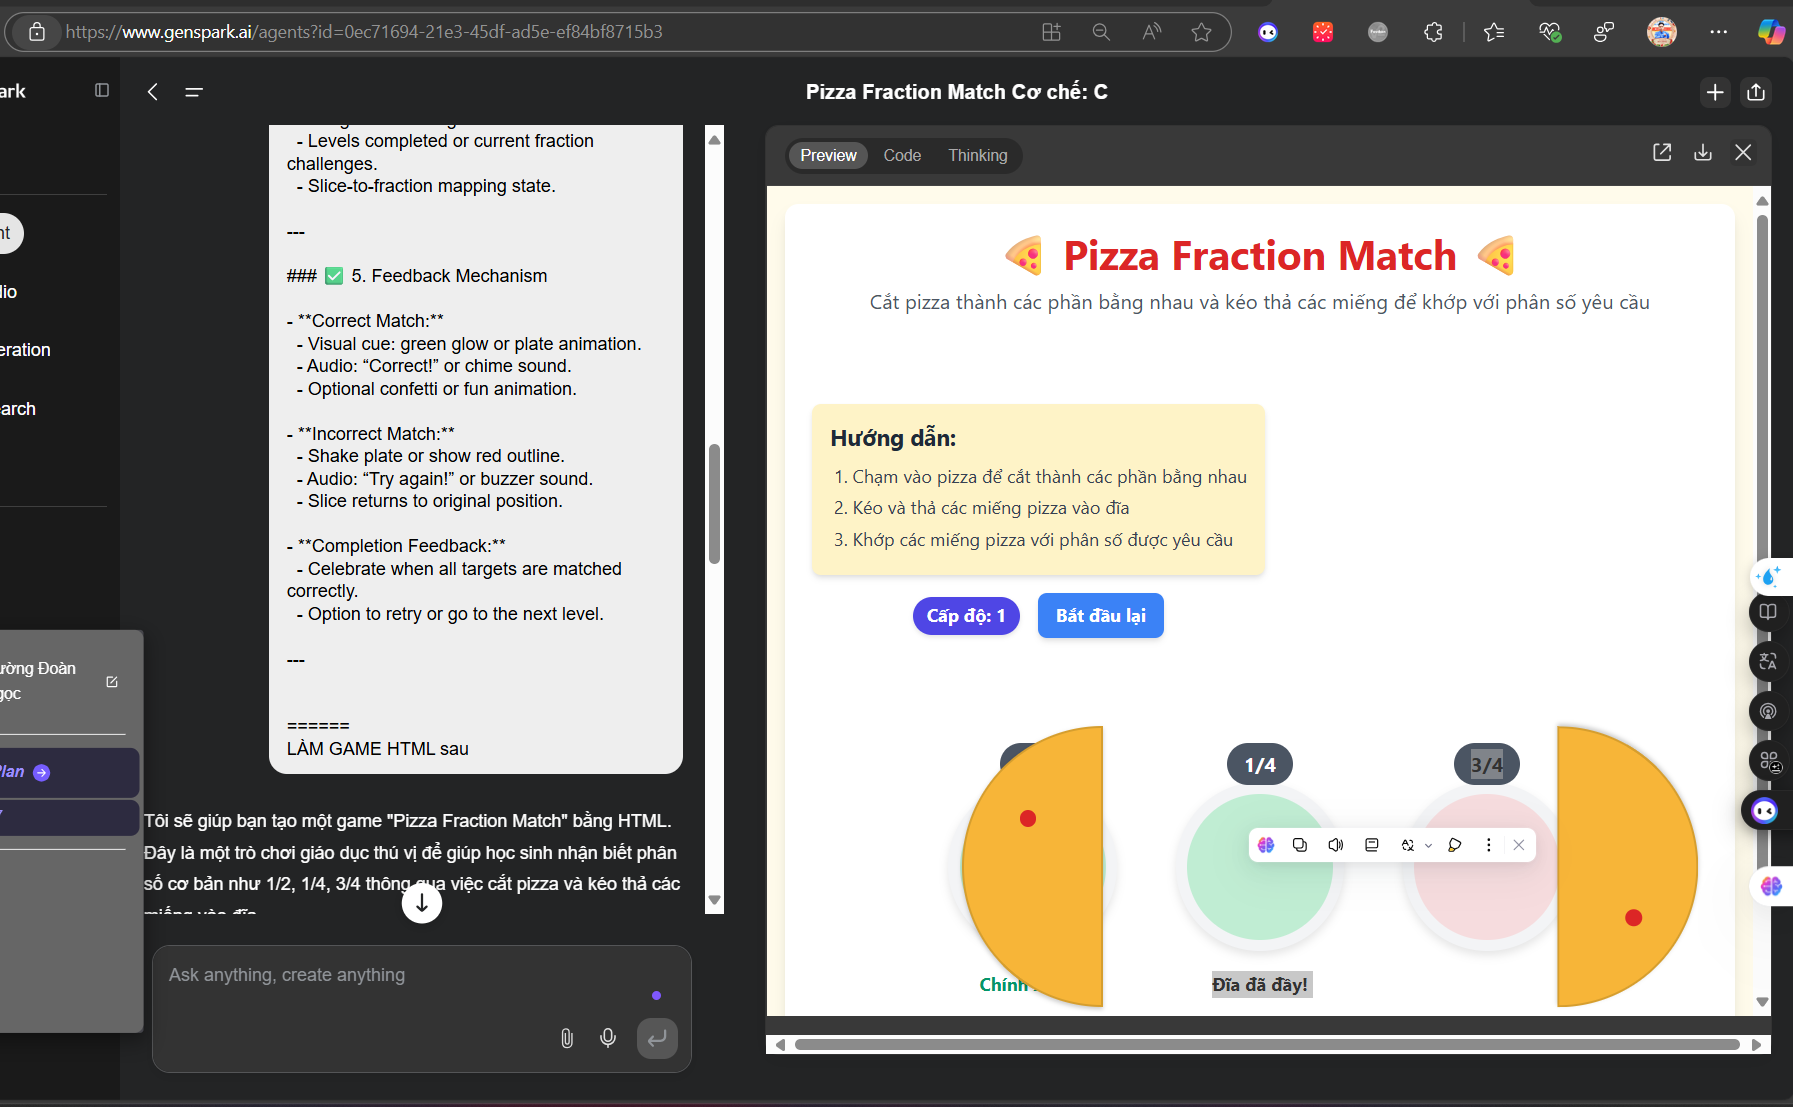 https://www.genspark.ai/agents?id=0ec71694-21e3-45df-ad5e-ef84bf8715b3
ark
Pizza Fraction Match Cơ chế: C
nt
lio
eration
earch
- Levels completed or current fraction
challenges.
- Slice-to-fraction mapping state.
---
### ✅ 5. Feedback Mechanism
- **Correct Match:**
- Visual cue: green glow or plate animation.
- Audio: “Correct!” or chime sound.
- Optional confetti or fun animation.
- **Incorrect Match:**
- Shake plate or show red outline.
- Audio: “Try again!” or buzzer sound.
- Slice returns to original position.
- **Completion Feedback:**
- Celebrate when all targets are matched
correctly.
- Option to retry or go to the next level.
---
======
LÀM GAME HTML sau
ường Đoàn
gọc
Plan
Tôi sẽ giúp bạn tạo một game "Pizza Fraction Match" bằng HTML.
Đây là một trò chơi giáo dục thú vị để giúp học sinh nhận biết phân
số cơ bản như 1/2, 1/4, 3/4 thông qua việc cắt pizza và kéo thả các
miếng vào đĩa
Ask anything, create anything
Preview Code Thinking
🍕 Pizza Fraction Match 🍕
Cắt pizza thành các phần bằng nhau và kéo thả các miếng để khớp với phân số yêu cầu
Hướng dẫn:
1. Chạm vào pizza để cắt thành các phần bằng nhau
2. Kéo và thả các miếng pizza vào đĩa
3. Khớp các miếng pizza với phân số được yêu cầu
Cấp độ: 1 Bắt đầu lại
1/4 3/4
Chính Đĩa đã đầy!